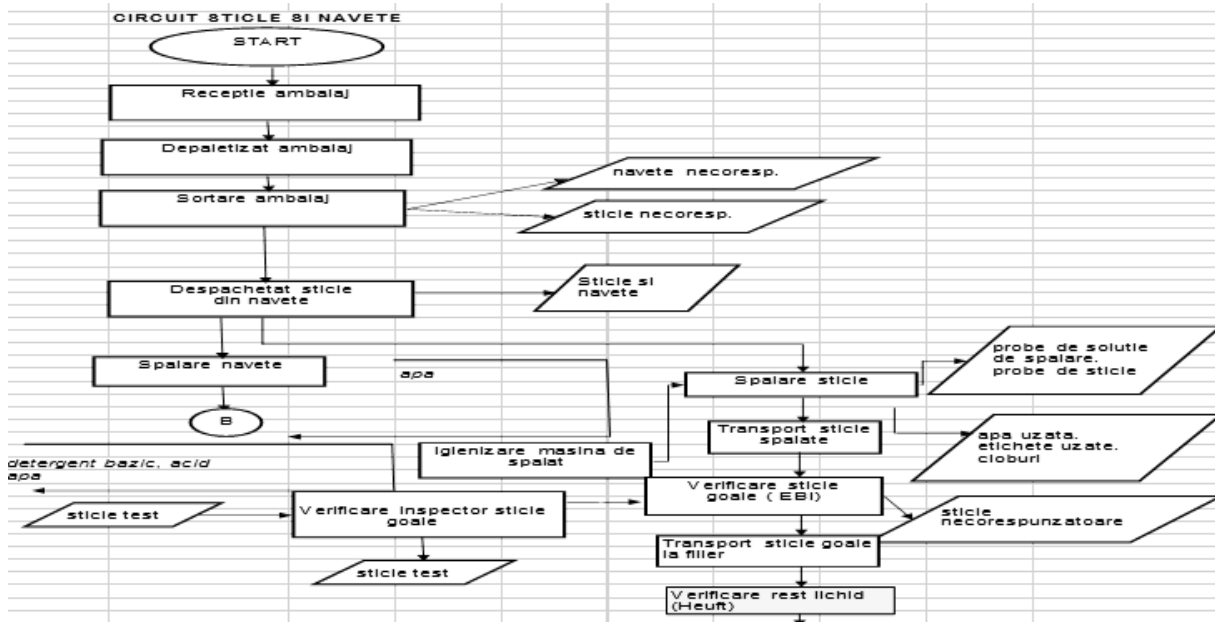 CIRCUIT STICLE SI NAVETE
START
Receptie ambalaj
Depaletizat ambalaj
navete necoresp.
Sortare ambalaj
sticle necoresp.
Despachetat sticle
din navete
Sticle si
navete
Spalare navete
apa
probe de solutie
de spalare.
probe de sticle
Spalare sticle
B
Transport sticle
spalate
apa uzata.
etichete uzate.
cioburi
Igienizare masina de
spalat
detergent bazic, acid
apa
Verificare sticle
goale ( EBI)
sticle test
Verificare inspector sticle
goale
sticle
necorespunzatoare
Transport sticle goale
la filler
sticle test
Verificare rest lichid
(Heuft)